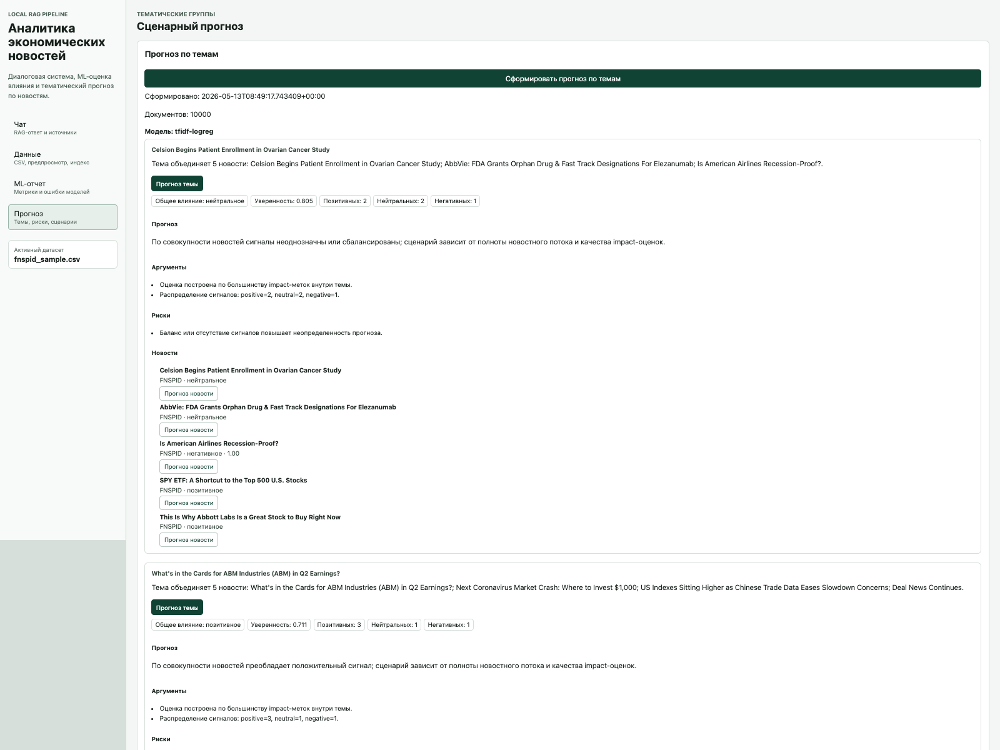 LOCAL RAG PIPELINE
Аналитика
экономических
новостей
Диалоговая система, ML-оценка
влияния и тематический прогноз
по новостям.
Чат
RAG-ответ и источники
Данные
CSV, предпросмотр, индекс
ML-отчет
Метрики и ошибки моделей
Прогноз
Темы, риски, сценарии
Активный датасет
fnspid_sample.csv
ТЕМАТИЧЕСКИЕ ГРУППЫ
Сценарный прогноз
Прогноз по темам
Сформировать прогноз по темам
Сформировано: 2026-05-13T08:49:17.743409+00:00
Документов: 10000
Модель: tfidf-logreg
Celsion Begins Patient Enrollment in Ovarian Cancer Study
Тема объединяет 5 новости: Celsion Begins Patient Enrollment in Ovarian Cancer Study; AbbVie: FDA Grants Orphan Drug & Fast Track Designations For Elezanumab; Is American Airlines Recession-Proof?.
Прогноз темы
Общее влияние: нейтральное Уверенность: 0.805 Позитивных: 2 Нейтральных: 2 Негативных: 1
Прогноз
По совокупности новостей сигналы неоднозначны или сбалансированы; сценарий зависит от полноты новостного потока и качества impact-оценок.
Аргументы
• Оценка построена по большинству impact-меток внутри темы.
• Распределение сигналов: positive=2, neutral=2, negative=1.
Риски
• Баланс или отсутствие сигналов повышает неопределенность прогноза.
Новости
Celsion Begins Patient Enrollment in Ovarian Cancer Study
FNSPID · нейтральное
Прогноз новости
AbbVie: FDA Grants Orphan Drug & Fast Track Designations For Elezanumab
FNSPID · нейтральное
Прогноз новости
Is American Airlines Recession-Proof?
FNSPID · негативное · 1.00
Прогноз новости
SPY ETF: A Shortcut to the Top 500 U.S. Stocks
FNSPID · позитивное
Прогноз новости
This Is Why Abbott Labs Is a Great Stock to Buy Right Now
FNSPID · позитивное
Прогноз новости
What's in the Cards for ABM Industries (ABM) in Q2 Earnings?
Тема объединяет 5 новости: What's in the Cards for ABM Industries (ABM) in Q2 Earnings?; Next Coronavirus Market Crash: Where to Invest $1,000; US Indexes Sitting Higher as Chinese Trade Data Eases Slowdown Concerns; Deal News Continues.
Прогноз темы
Общее влияние: позитивное Уверенность: 0.711 Позитивных: 3 Нейтральных: 1 Негативных: 1
Прогноз
По совокупности новостей преобладает положительный сигнал; сценарий зависит от полноты новостного потока и качества impact-оценок.
Аргументы
• Оценка построена по большинству impact-меток внутри темы.
• Распределение сигналов: positive=3, neutral=1, negative=1.
Риски